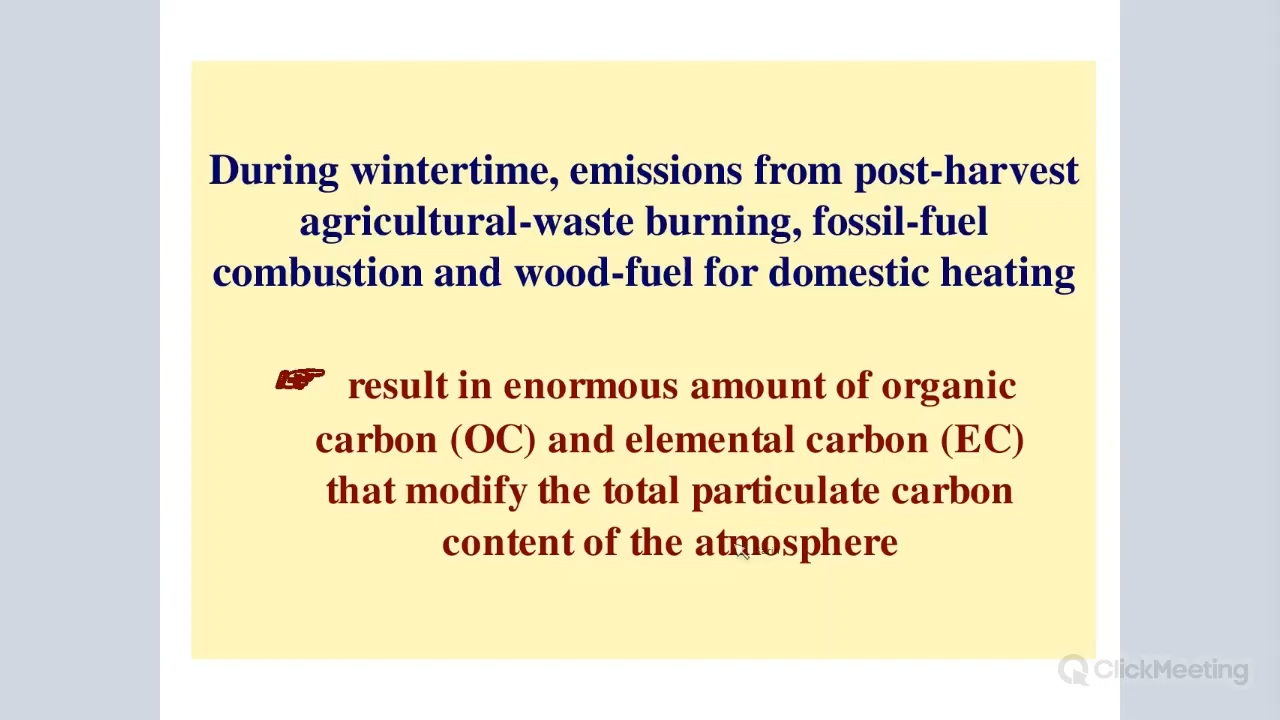 During wintertime, emissions from post-harvest
agricultural-waste burning, fossil-fuel
combustion and wood-fuel for domestic heating
☞ result in enormous amount of organic
carbon (OC) and elemental carbon (EC)
that modify the total particulate carbon
content of the atmosphere
ClickMeeting